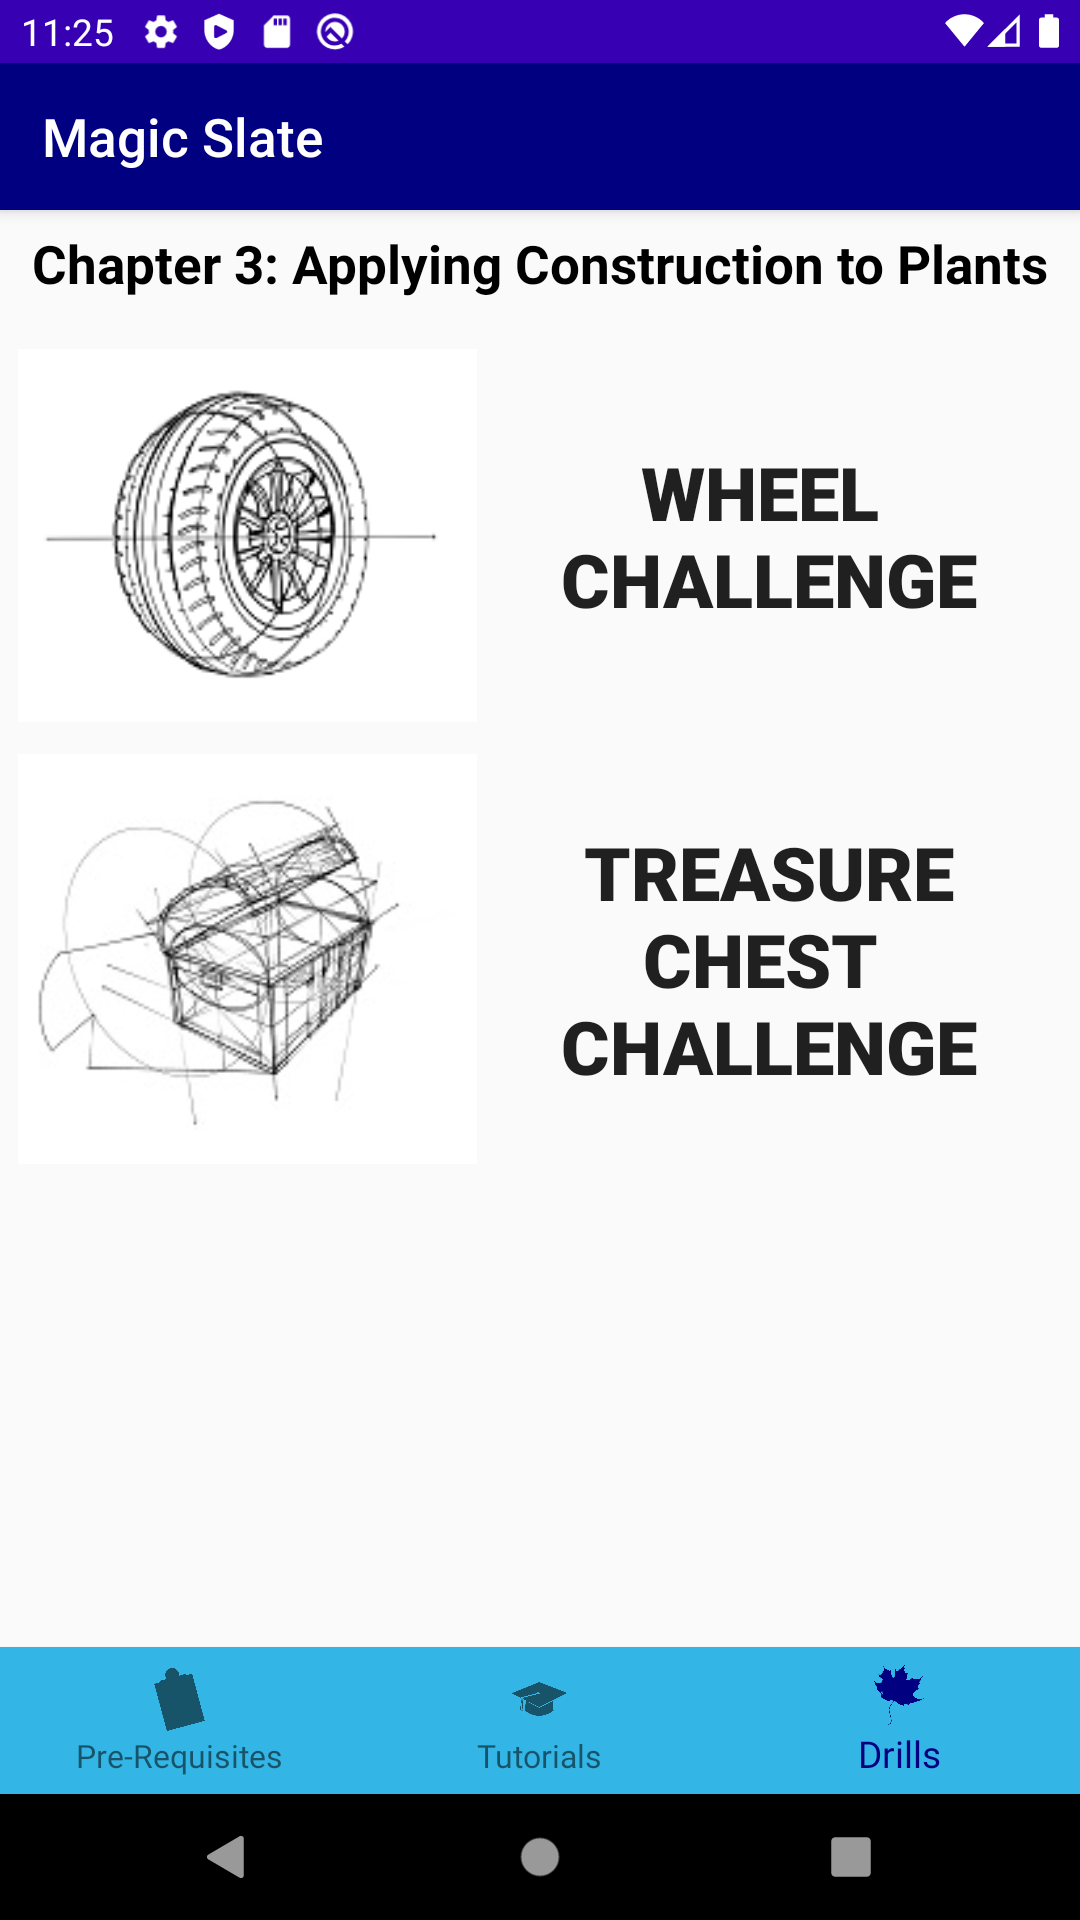 11:25
Magic Slate
Chapter 3: Applying Construction to Plants
WHEEL
CHALLENGE
TREASURE
CHEST
CHALLENGE
Pre-Requisites
Tutorials
Drills